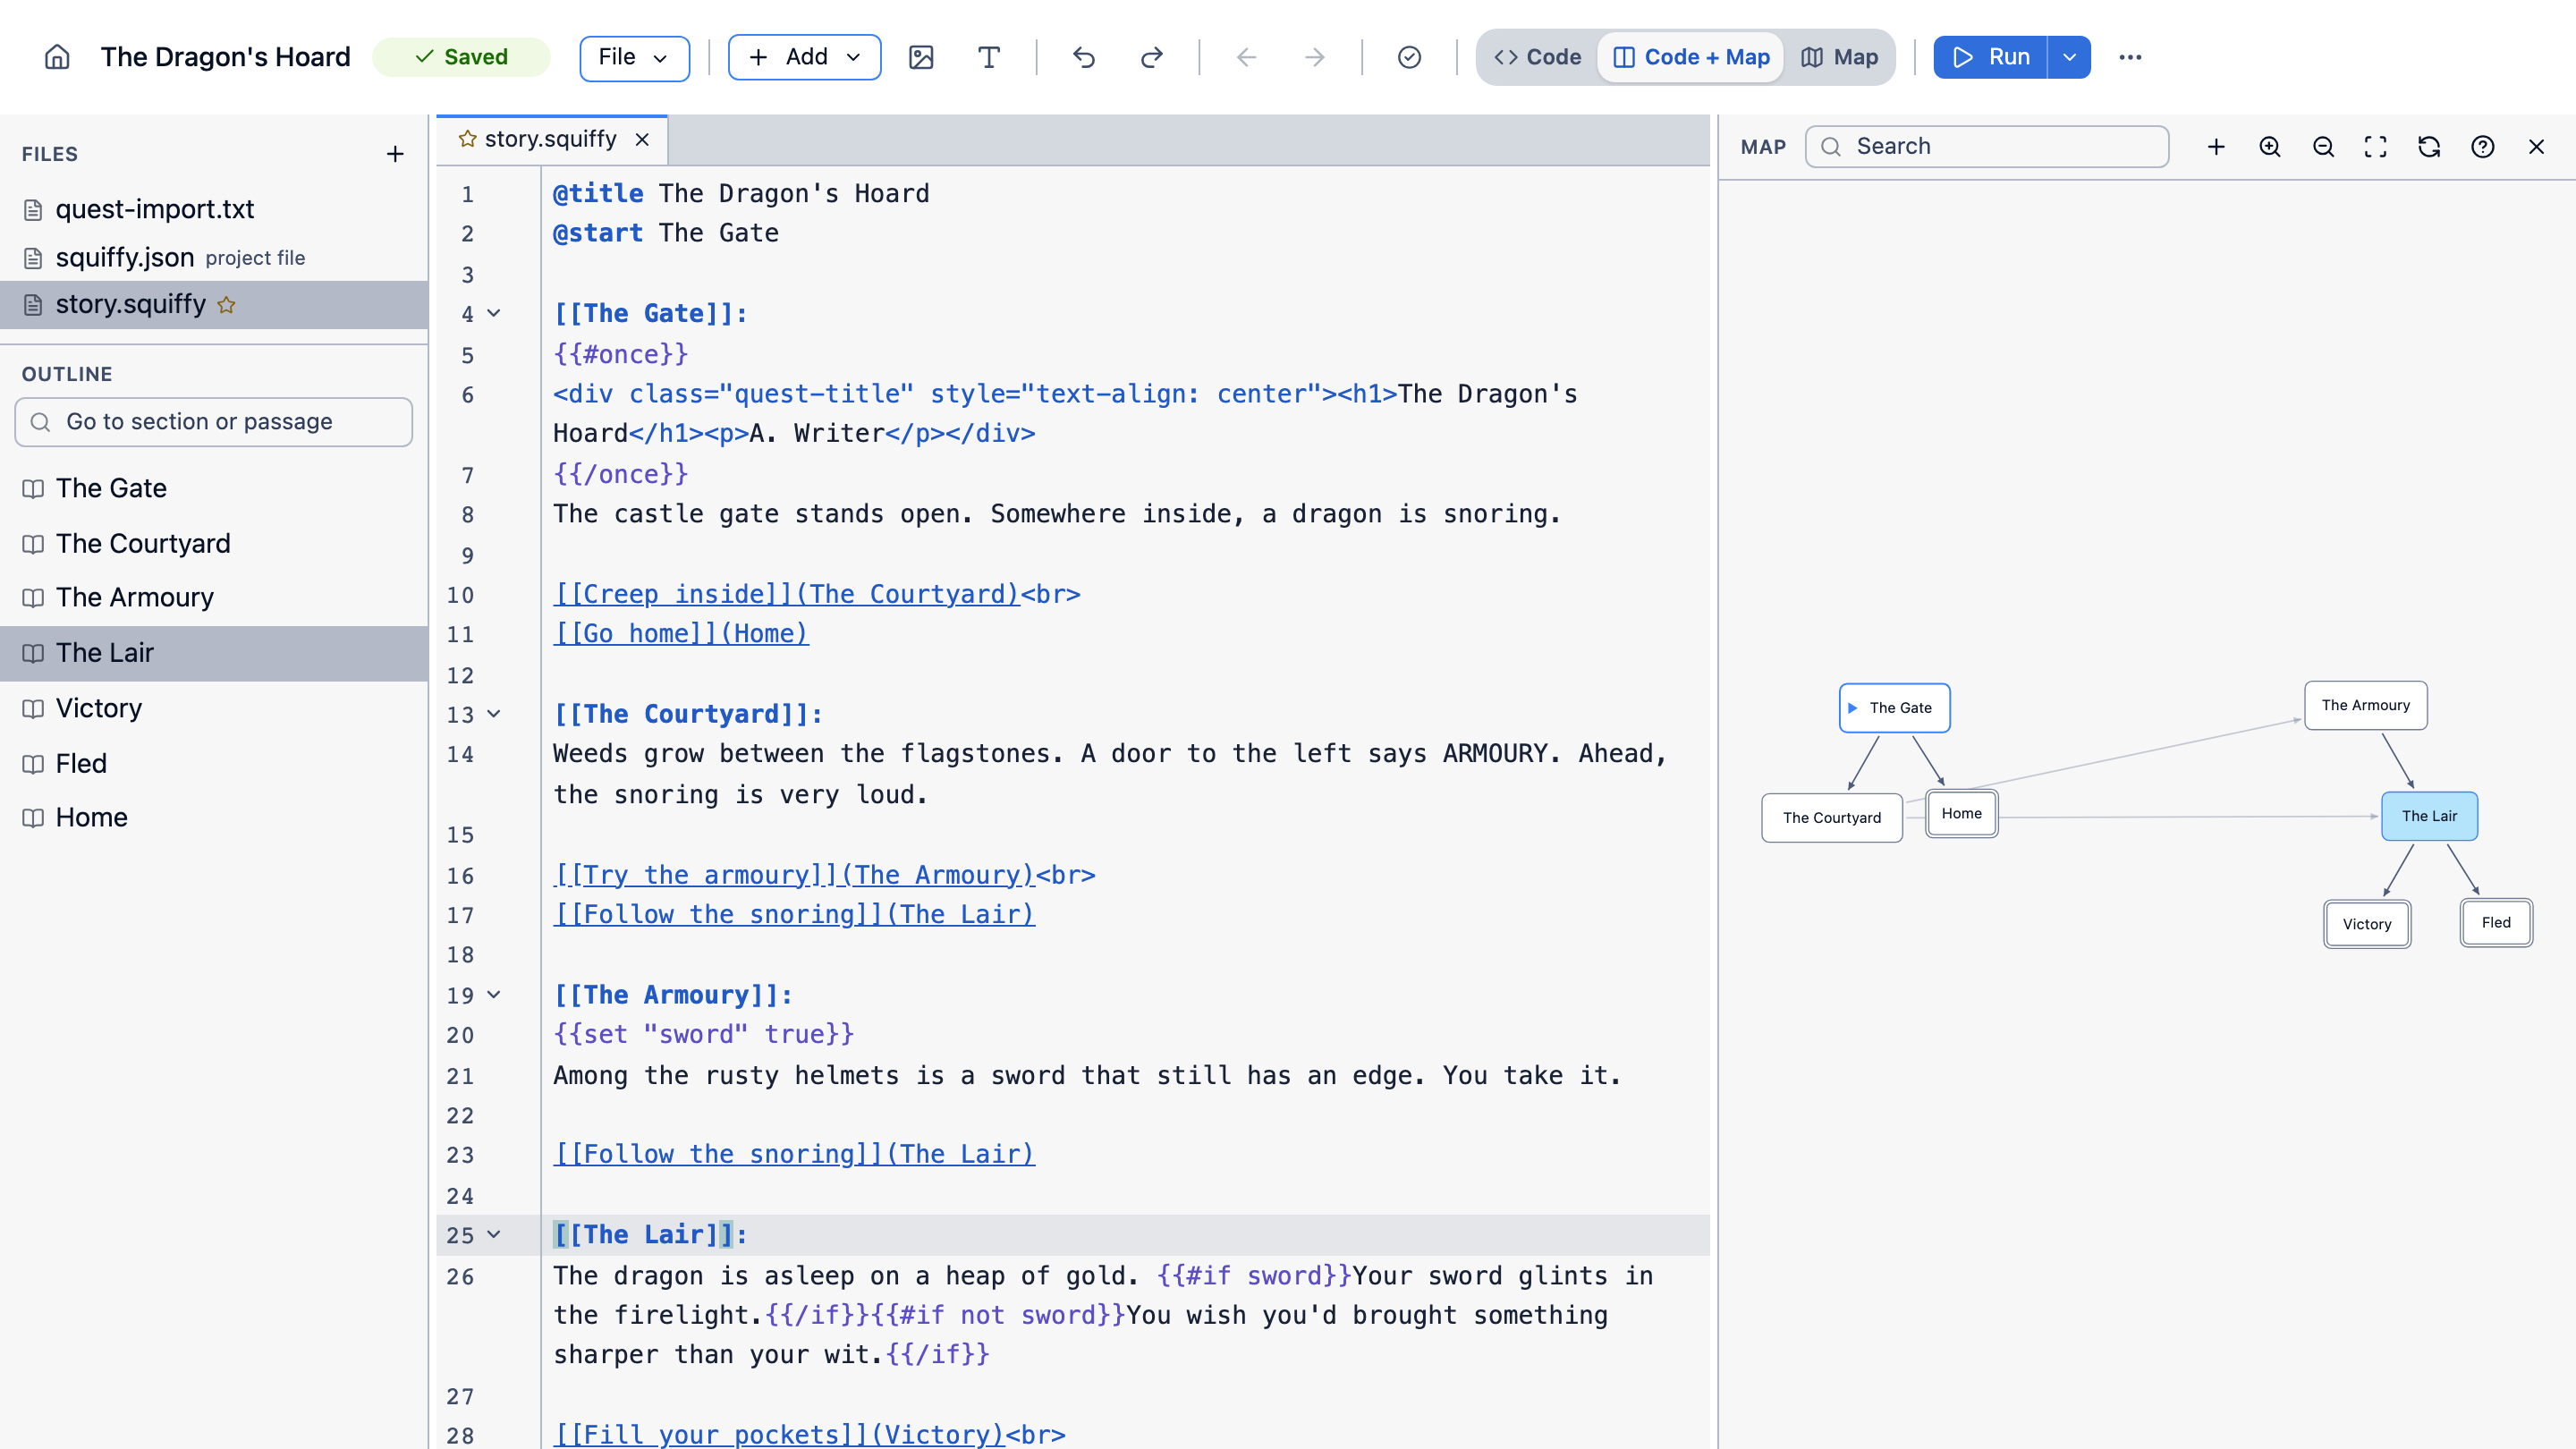 The Dragon's Hoard
Saved
File
Add
Code
Code + Map
Map
Run
FILES
quest-import.txt
squiffy.json project file
story.squiffy
OUTLINE
Go to section or passage
The Gate
The Courtyard
The Armoury
The Lair
Victory
Fled
Home
story.squiffy
1 @title The Dragon's Hoard
2 @start The Gate
3
4 [[The Gate]]:
5 {{#once}}
6 <div class="quest-title" style="text-align: center"><h1>The Dragon's
Hoard</h1><p>A. Writer</p></div>
7 {{/once}}
8 The castle gate stands open. Somewhere inside, a dragon is snoring.
9
10 [[Creep inside]](The Courtyard)<br>
11 [[Go home]](Home)
12
13 [[The Courtyard]]:
14 Weeds grow between the flagstones. A door to the left says ARMOURY. Ahead,
the snoring is very loud.
15
16 [[Try the armoury]](The Armoury)<br>
17 [[Follow the snoring]](The Lair)
18
19 [[The Armoury]]:
20 {{set "sword" true}}
21 Among the rusty helmets is a sword that still has an edge. You take it.
22
23 [[Follow the snoring]](The Lair)
24
25 [[The Lair]]:
26 The dragon is asleep on a heap of gold. {{#if sword}}Your sword glints in
the firelight.{{/if}}{{#if not sword}}You wish you'd brought something
sharper than your wit.{{/if}}
27
28 [[Fill your pockets]](Victory)<br>
MAP
Search
The Gate
The Armoury
The Courtyard
Home
The Lair
Victory
Fled